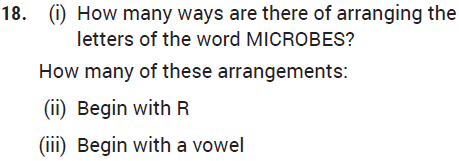 18. (i) How many ways are there of arranging the
letters of the word MICROBES?
How many of these arrangements:
(ii) Begin with R
(iii) Begin with a vowel